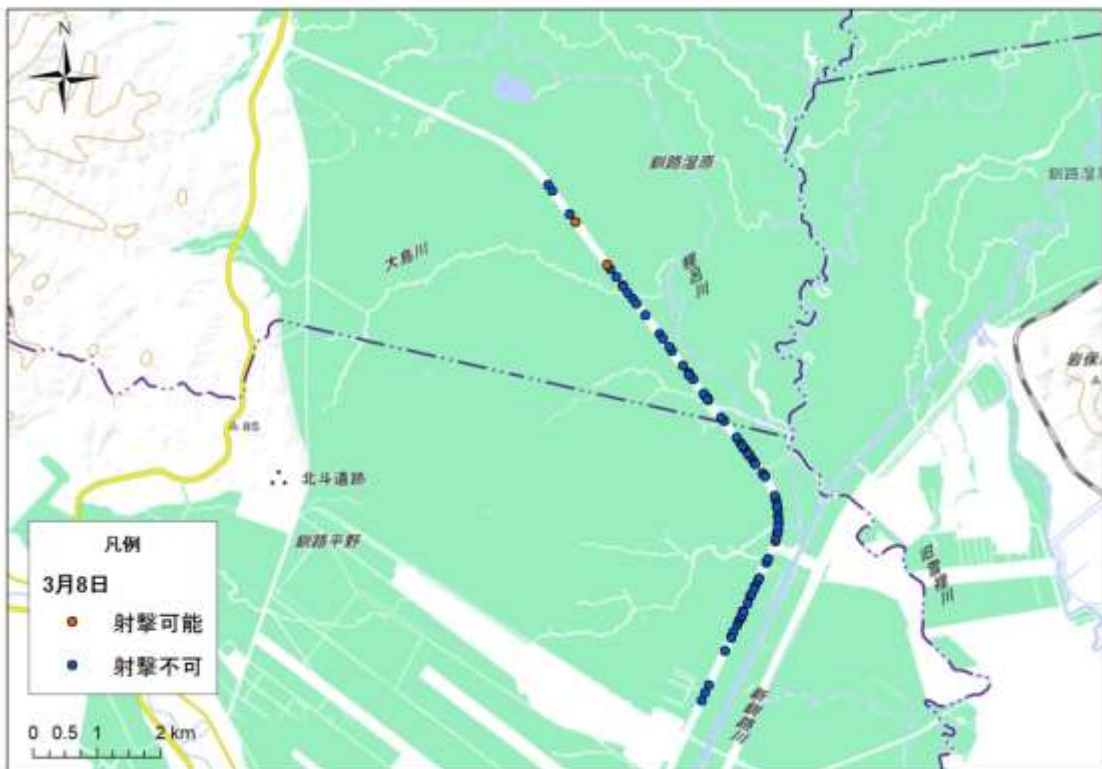 N
釧路湿原
釧路湿原
大島川
幌呂川
85
北斗遺跡
釧路平野
旧雪裡川
新釧路川
凡例
3月8日
射撃可能
射撃不可
0 0.5 1 2 km